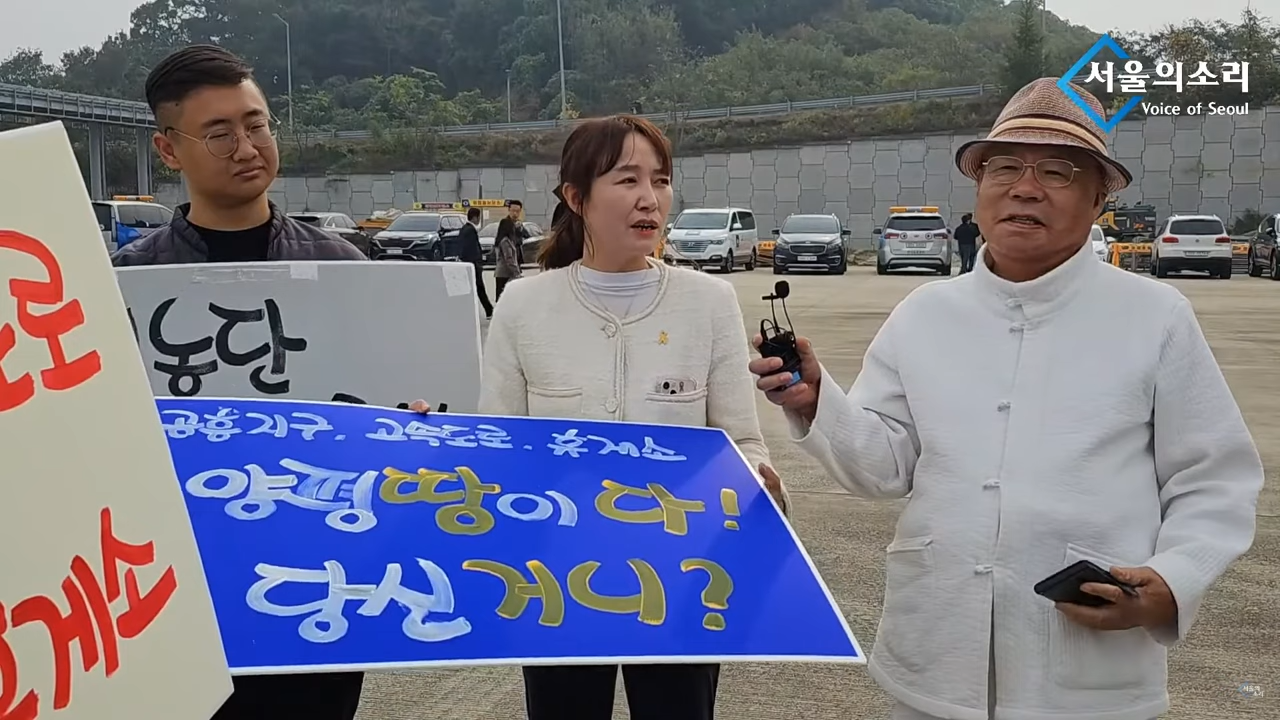 서울의소리
Voice of Seoul
로
게소
농단
공흥지구. 고속도로. 휴게소
양평땅이다!
당신거니?